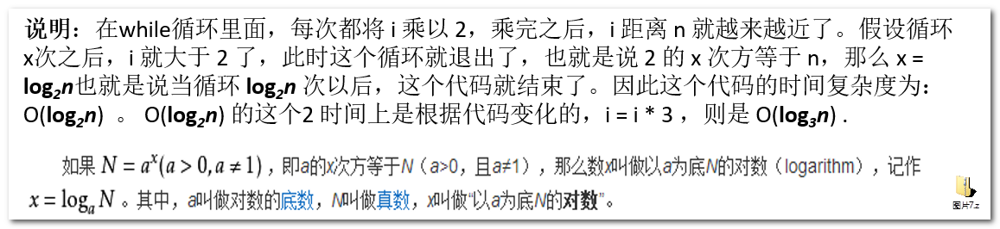 说明：在while循环里面，每次都将 i 乘以 2，乘完之后，i 距离 n 就越来越近了。假设循环
x次之后，i 就大于 2 了，此时这个循环就退出了，也就是说 2 的 x 次方等于 n，那么 x =
log₂n也就是说当循环 log₂n 次以后，这个代码就结束了。因此这个代码的时间复杂度为：
O(log₂n) 。 O(log₂n) 的这个2 时间上是根据代码变化的，i = i * 3 ，则是 O(log₃n) .
如果 N = aˣ(a > 0, a ≠ 1)，即a的x次方等于N（a>0，且a≠1），那么数x叫做以a为底N的对数（logarithm），记作
x = logₐ N 。其中，a叫做对数的底数，N叫做真数，x叫做“以a为底N的对数”。
图片7.z